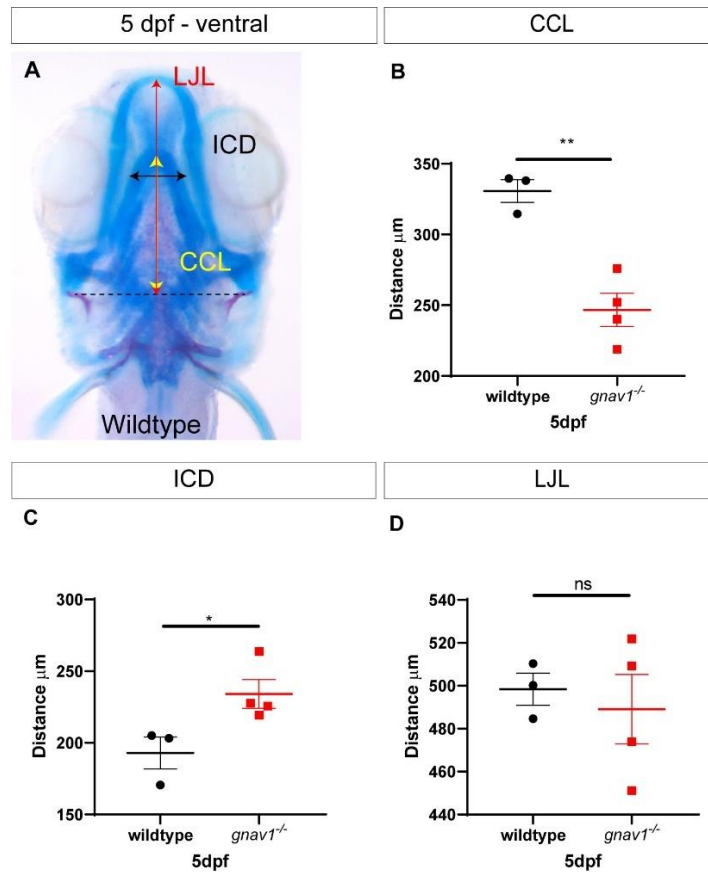 5 dpf - ventral
A
LJL
ICD
CCL
Wildtype
CCL
B
**
350
300
250
200
Distance μm
wildtype
gnav1-/-
5dpf
ICD
C
*
300
250
200
150
Distance μm
wildtype
gnav1-/-
5dpf
LJL
D
ns
540
520
500
480
460
440
Distance μm
wildtype
gnav1-/-
5dpf